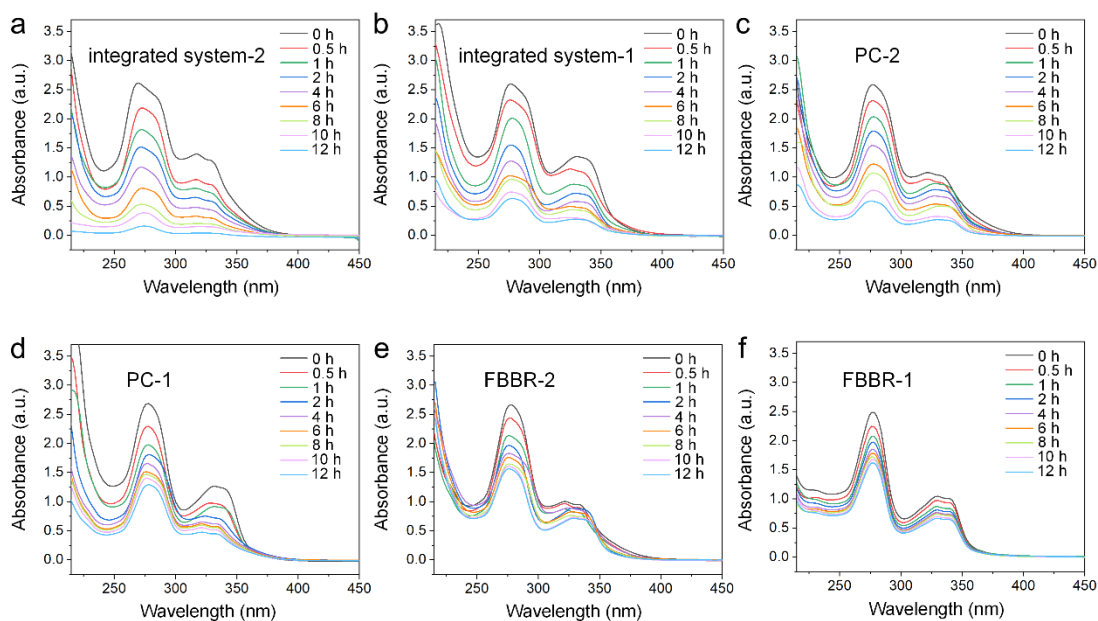 a
integrated system-2
0 h
0.5 h
1 h
2 h
4 h
6 h
8 h
10 h
12 h
3.5
3.0
2.5
2.0
1.5
1.0
0.5
0.0
Absorbance (a.u.)
250 300 350 400 450
Wavelength (nm)
b
integrated system-1
0 h
0.5 h
1 h
2 h
4 h
6 h
8 h
10 h
12 h
3.5
3.0
2.5
2.0
1.5
1.0
0.5
0.0
Absorbance (a.u.)
250 300 350 400 450
Wavelength (nm)
c
PC-2
0 h
0.5 h
1 h
2 h
4 h
6 h
8 h
10 h
12 h
3.5
3.0
2.5
2.0
1.5
1.0
0.5
0.0
Absorbance (a.u.)
250 300 350 400 450
Wavelength (nm)
d
PC-1
0 h
0.5 h
1 h
2 h
4 h
6 h
8 h
10 h
12 h
3.5
3.0
2.5
2.0
1.5
1.0
0.5
0.0
Absorbance (a.u.)
250 300 350 400 450
Wavelength (nm)
e
FBBR-2
0 h
0.5 h
1 h
2 h
4 h
6 h
8 h
10 h
12 h
3.5
3.0
2.5
2.0
1.5
1.0
0.5
0.0
Absorbance (a.u.)
250 300 350 400 450
Wavelength (nm)
f
FBBR-1
0 h
0.5 h
1 h
2 h
4 h
6 h
8 h
10 h
12 h
3.5
3.0
2.5
2.0
1.5
1.0
0.5
0.0
Absorbance (a.u.)
250 300 350 400 450
Wavelength (nm)